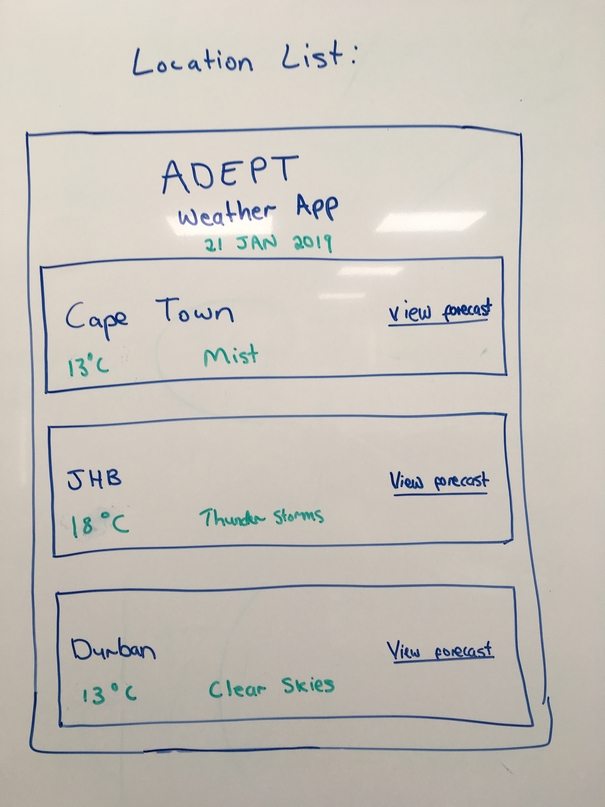 Location List:
ADEPT
Weather App
21 JAN 2019
Cape Town View forecast
13°C Mist
JHB View forecast
18°C Thunder Storms
Durban View forecast
13°C Clear Skies